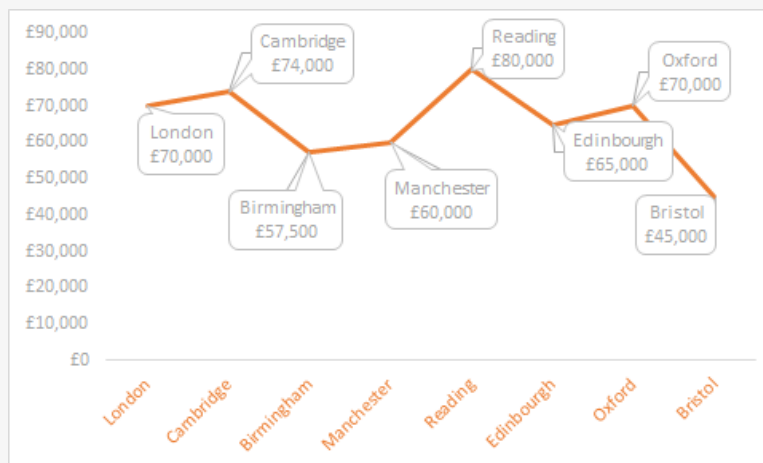 £90,000
£80,000
£70,000
£60,000
£50,000
£40,000
£30,000
£20,000
£10,000
£0
London
£70,000
Cambridge
£74,000
Birmingham
£57,500
Manchester
£60,000
Reading
£80,000
Edinbourgh
£65,000
Oxford
£70,000
Bristol
£45,000
London
Cambridge
Birmingham
Manchester
Reading
Edinbourgh
Oxford
Bristol